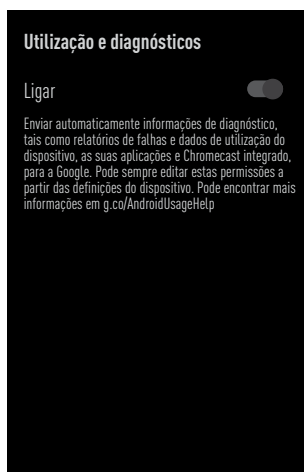 Utilização e diagnósticos
Ligar
Enviar automaticamente informações de diagnóstico,
tais como relatórios de falhas e dados de utilização do
dispositivo, as suas aplicações e Chromecast integrado,
para a Google. Pode sempre editar estas permissões a
partir das definições do dispositivo. Pode encontrar mais
informações em g.co/AndroidUsageHelp